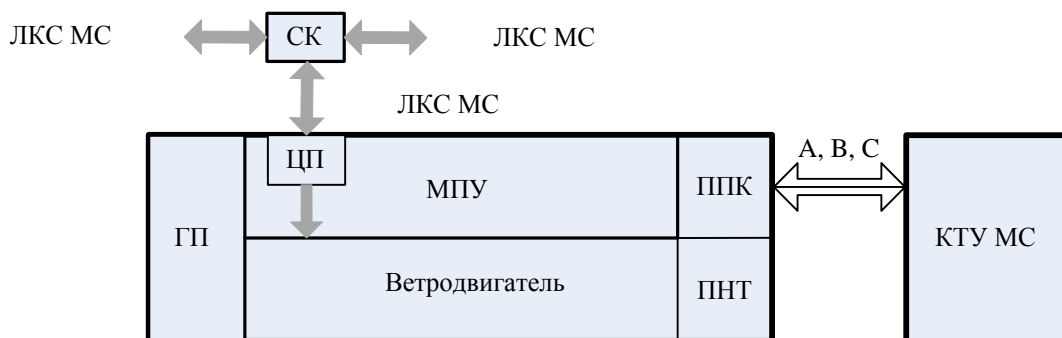 ЛКС МС
СК
ЛКС МС
ЛКС МС
ЦП
А, В, С
МПУ
ППК
ГП
КТУ МС
Ветродвигатель
ПНТ